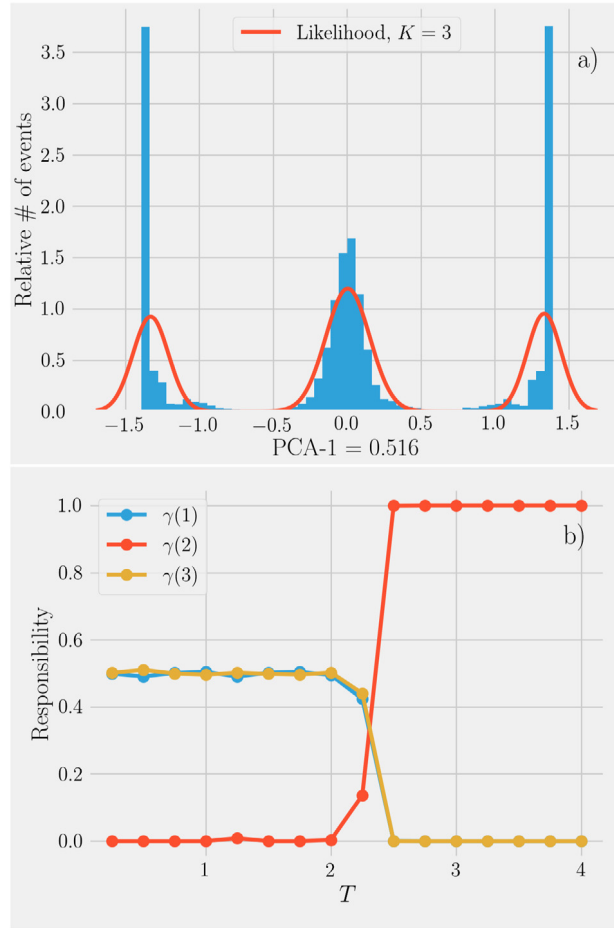 Likelihood, K = 3
a)
Relative # of events
3.5
3.0
2.5
2.0
1.5
1.0
0.5
0.0
−1.5 −1.0 −0.5 0.0 0.5 1.0 1.5
PCA-1 = 0.516
γ(1)
γ(2)
γ(3)
b)
Responsibility
1.0
0.8
0.6
0.4
0.2
0.0
1 2 3 4
T